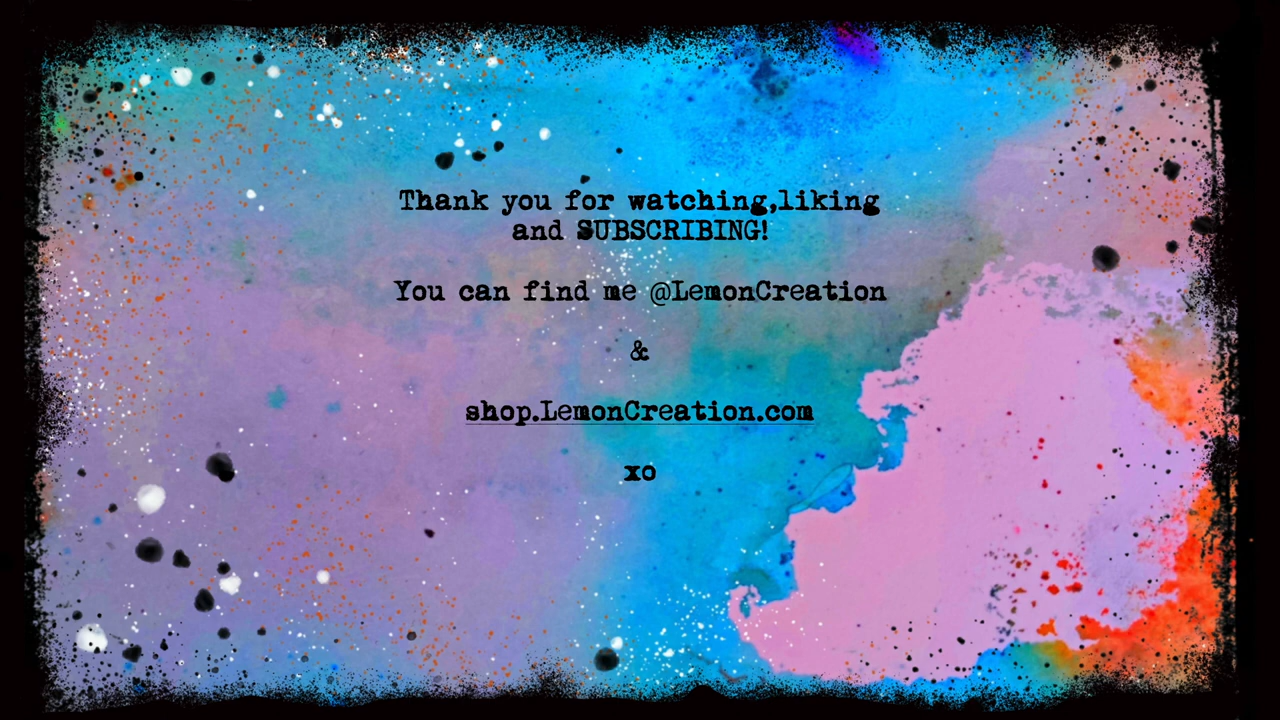 Thank you for watching,liking
and SUBSCRIBING!
You can find me @LemonCreation
&
shop.LemonCreation.com
xo